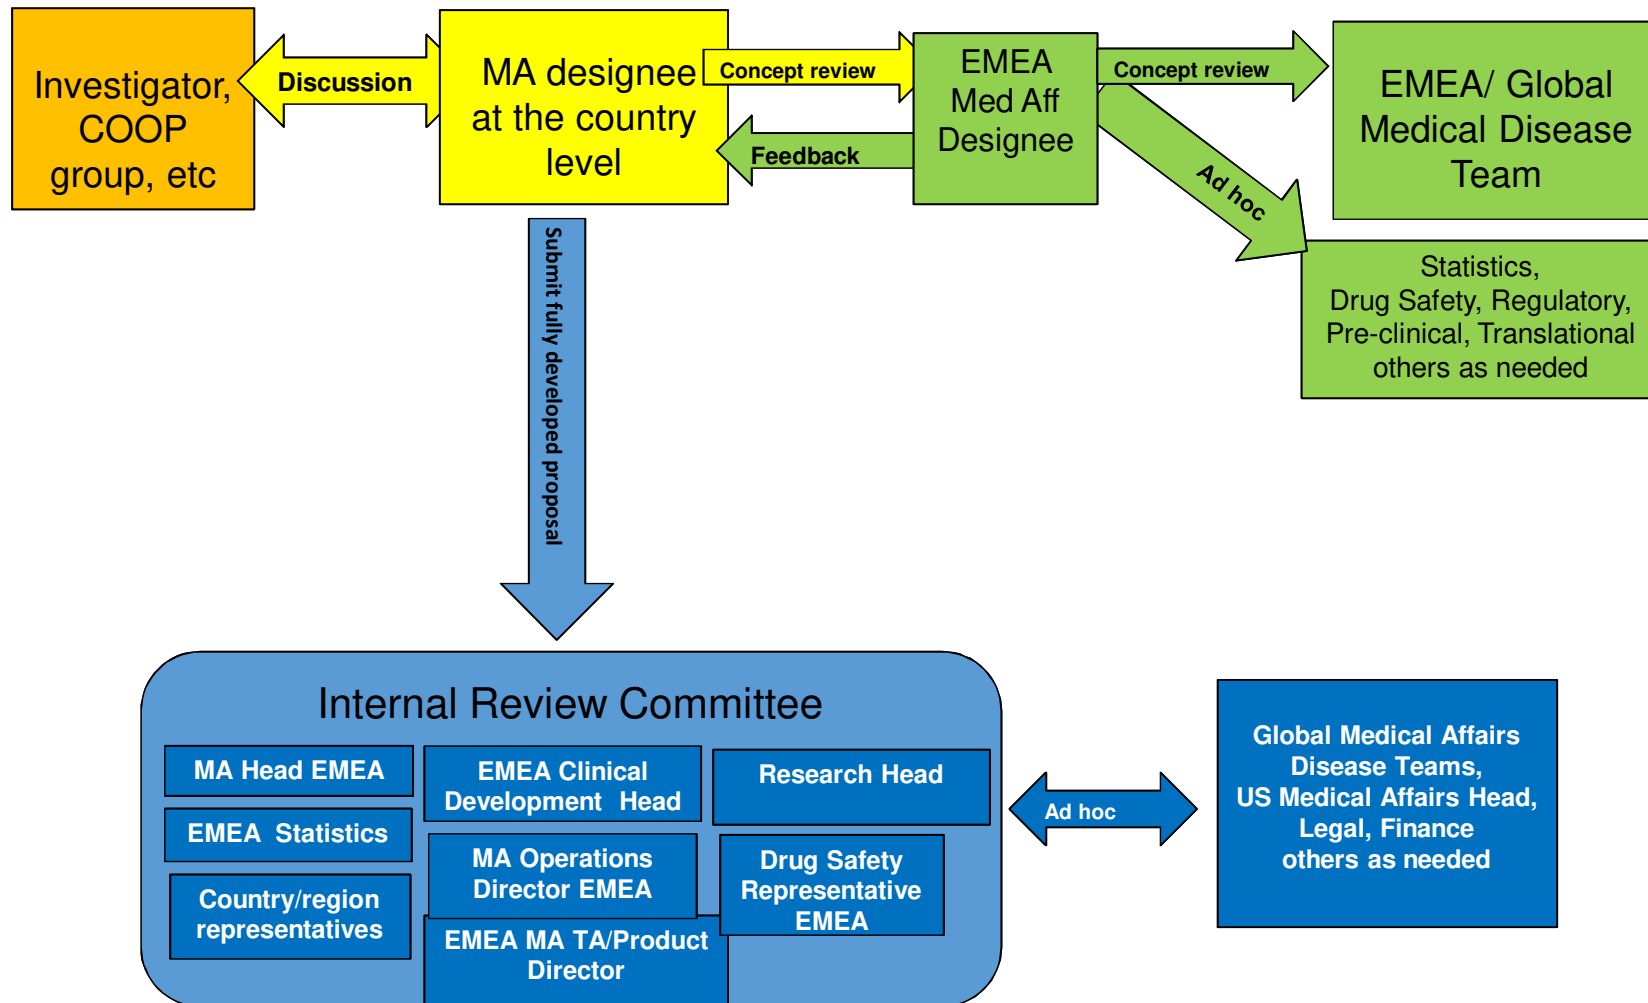 Investigator,
COOP
group, etc
Discussion
MA designee
at the country
level
Concept review
Feedback
EMEA
Med Aff
Designee
Concept review
Ad hoc
EMEA/ Global
Medical Disease
Team
Statistics,
Drug Safety, Regulatory,
Pre-clinical, Translational
others as needed
Submit fully developed proposal
Internal Review Committee
MA Head EMEA
EMEA Statistics
Country/region
representatives
EMEA Clinical
Development Head
MA Operations
Director EMEA
EMEA MA TA/Product
Director
Research Head
Drug Safety
Representative
EMEA
Ad hoc
Global Medical Affairs
Disease Teams,
US Medical Affairs Head,
Legal, Finance
others as needed